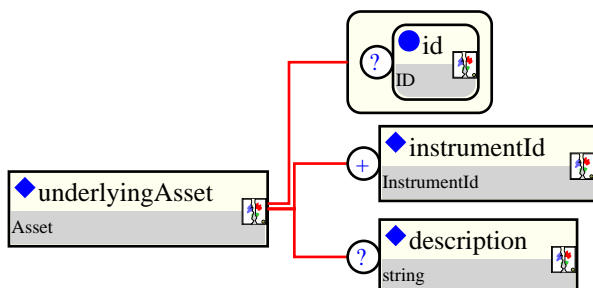 ? id
ID
+ instrumentId
InstrumentId
underlyingAsset
Asset
? description
string